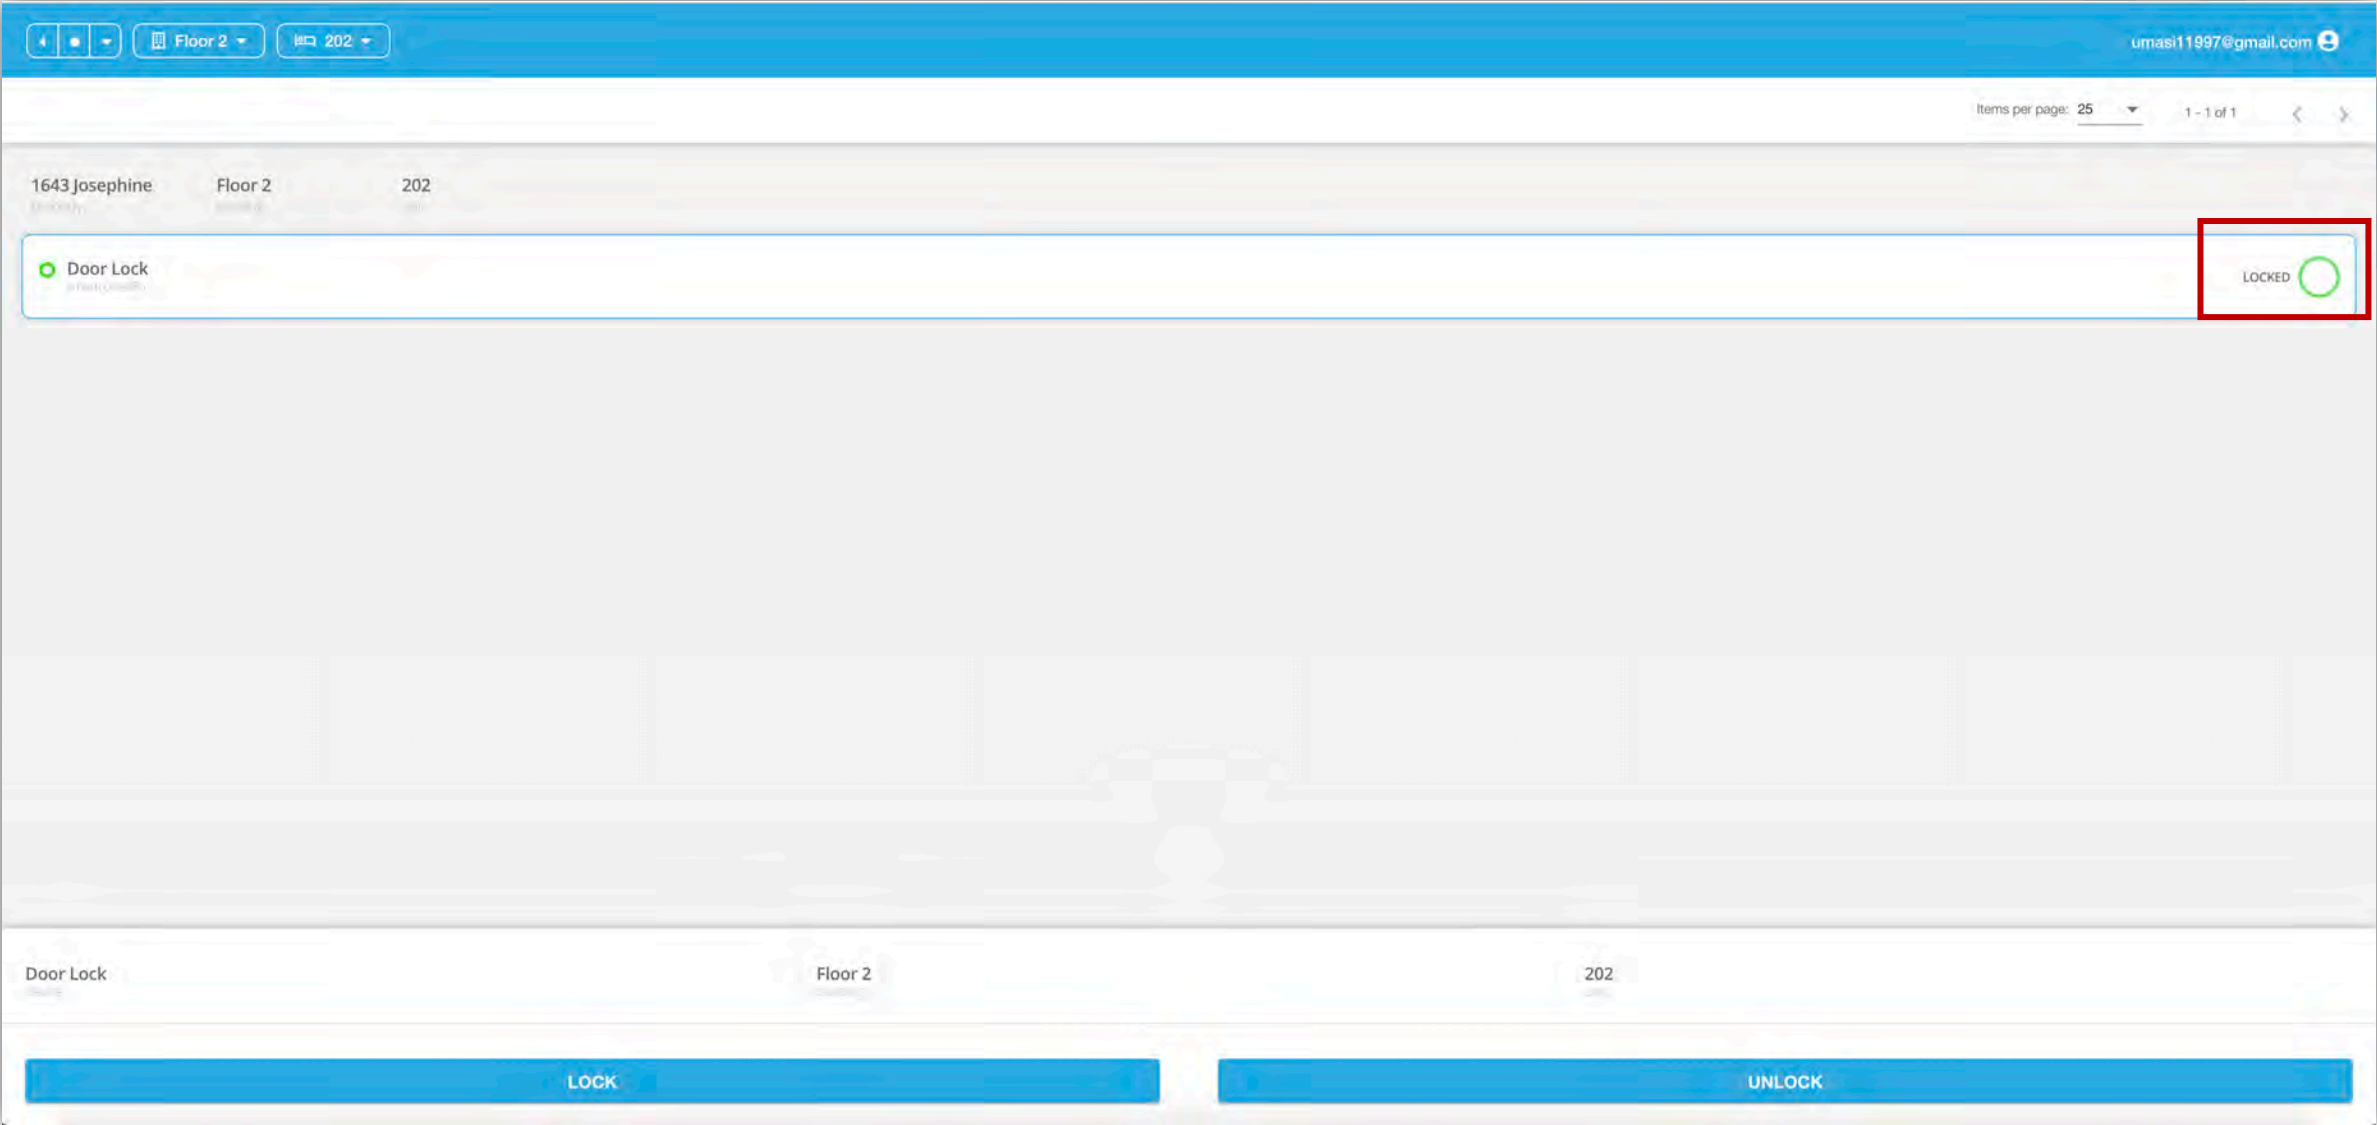 Floor 2 202 umasi11997@gmail.com
Items per page: 25 1 - 1 of 1
1643 Josephine Floor 2 202
Door Lock LOCKED
Door Lock Floor 2 202
LOCK UNLOCK